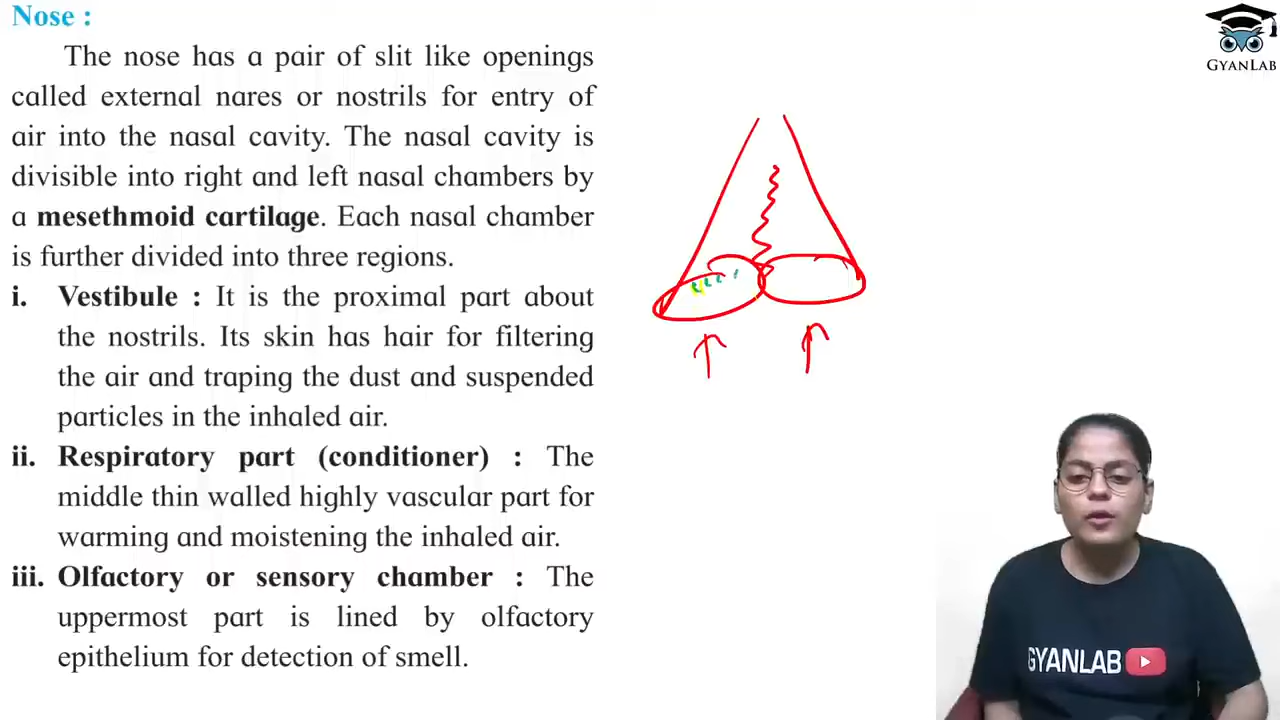 Nose :
The nose has a pair of slit like openings
called external nares or nostrils for entry of
air into the nasal cavity. The nasal cavity is
divisible into right and left nasal chambers by
a mesethmoid cartilage. Each nasal chamber
is further divided into three regions.
i. Vestibule : It is the proximal part about
the nostrils. Its skin has hair for filtering
the air and traping the dust and suspended
particles in the inhaled air.
ii. Respiratory part (conditioner) : The
middle thin walled highly vascular part for
warming and moistening the inhaled air.
iii. Olfactory or sensory chamber : The
uppermost part is lined by olfactory
epithelium for detection of smell.
GYANLAB
GYANLAB